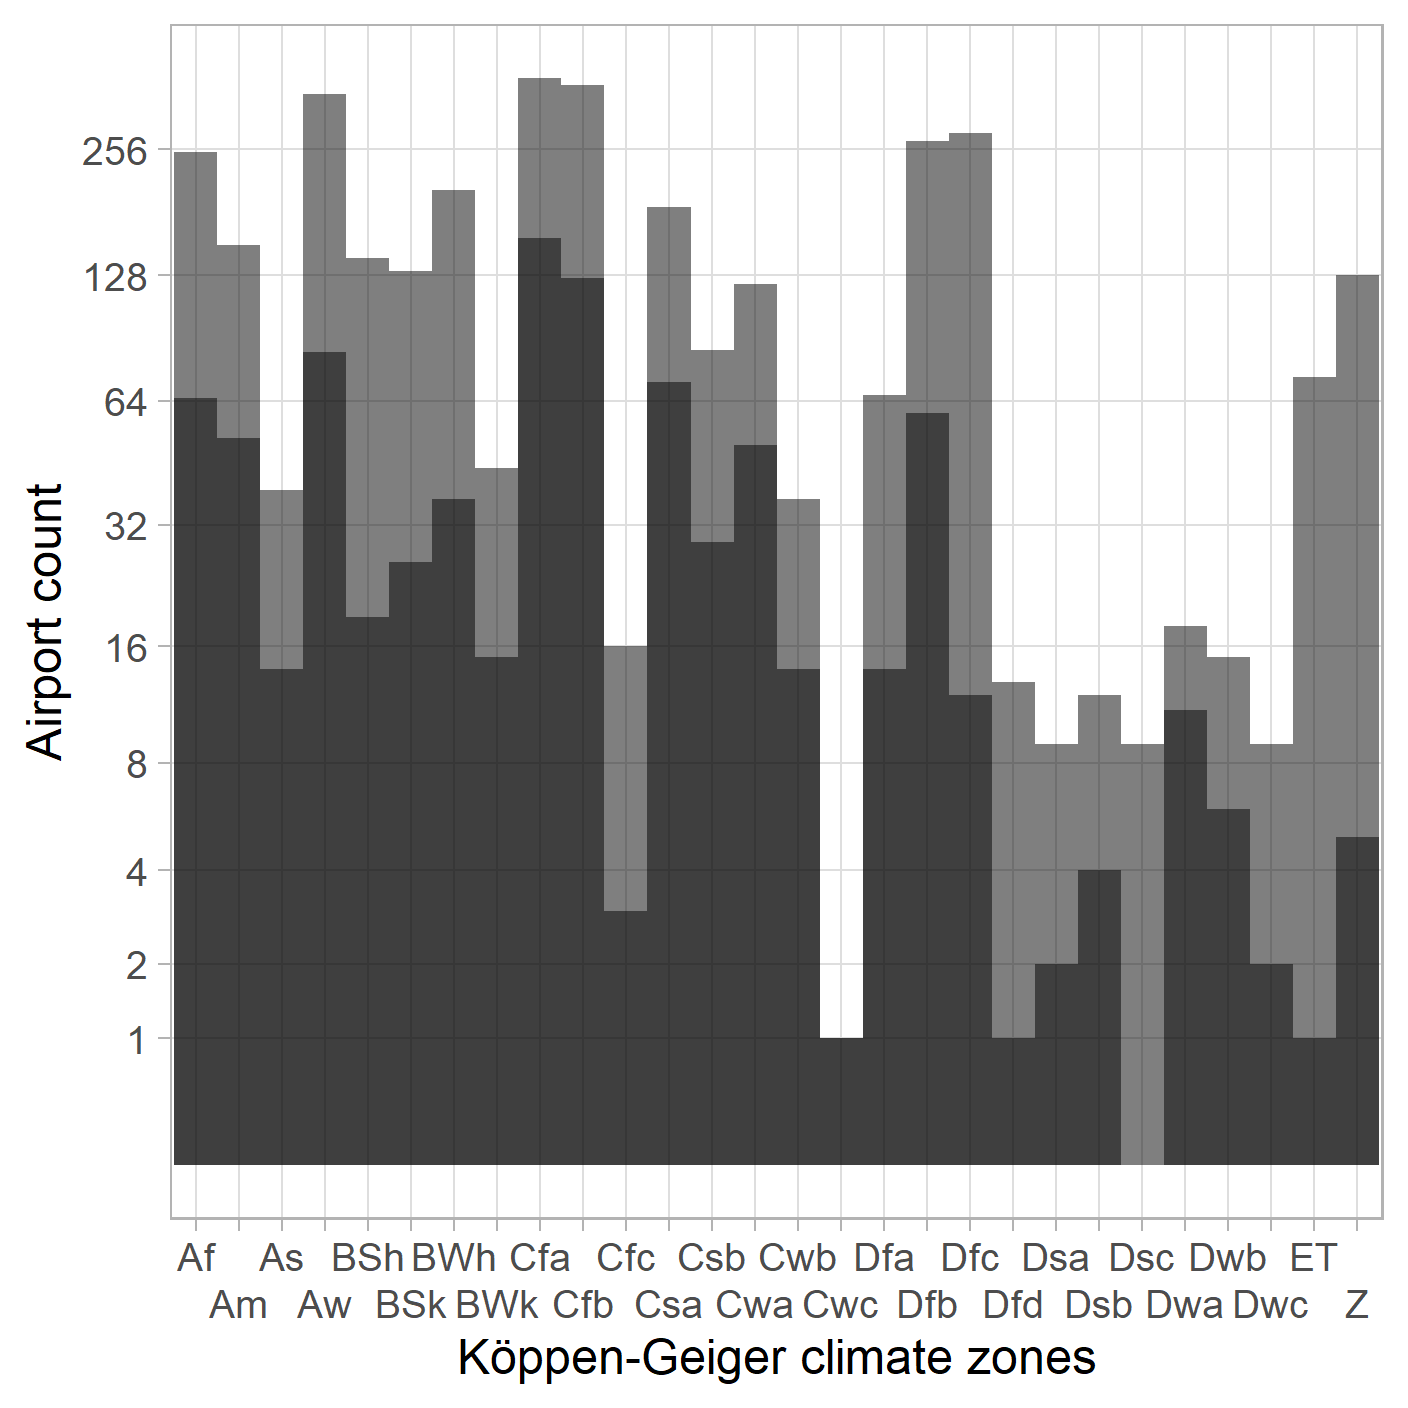 Airport count
256
128
64
32
16
8
4
2
1
Af As BSh BWh Cfa Cfc Csb Cwb Dfa Dfc Dsa Dsc Dwb ET
Am Aw BSk BWk Cfb Csa Cwa Cwc Dfb Dfd Dsb Dwa Dwc Z
Köppen-Geiger climate zones